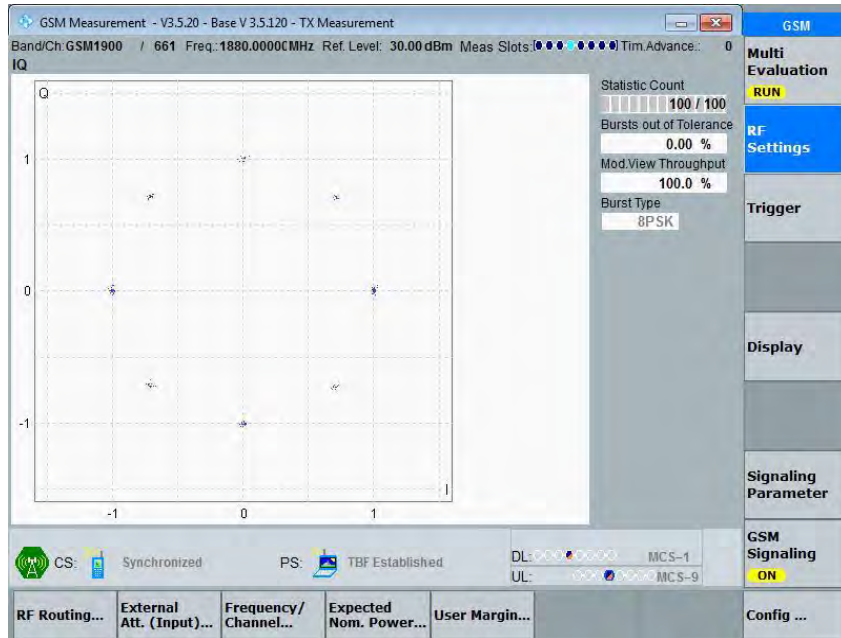 GSM Measurement - V3.5.20 - Base V 3.5.120 - TX Measurement
GSM
Band/Ch: GSM1900 / 661 Freq.: 1880.0000 MHz Ref. Level: 30.00 dBm Meas Slots: Tim.Advance.: 0
IQ
Multi Evaluation
RUN
Statistic Count
100 / 100
Bursts out of Tolerance
0.00 %
Mod.View Throughput
100.0 %
Burst Type
8PSK
RF Settings
Trigger
Display
Signaling Parameter
GSM Signaling
ON
Config ...
Q
1
0
-1
I
-1 0 1
CS: Synchronized PS: TBF Established DL: MCS-1
UL: MCS-9
RF Routing... External Att. (Input)... Frequency/ Channel... Expected Nom. Power... User Margin...